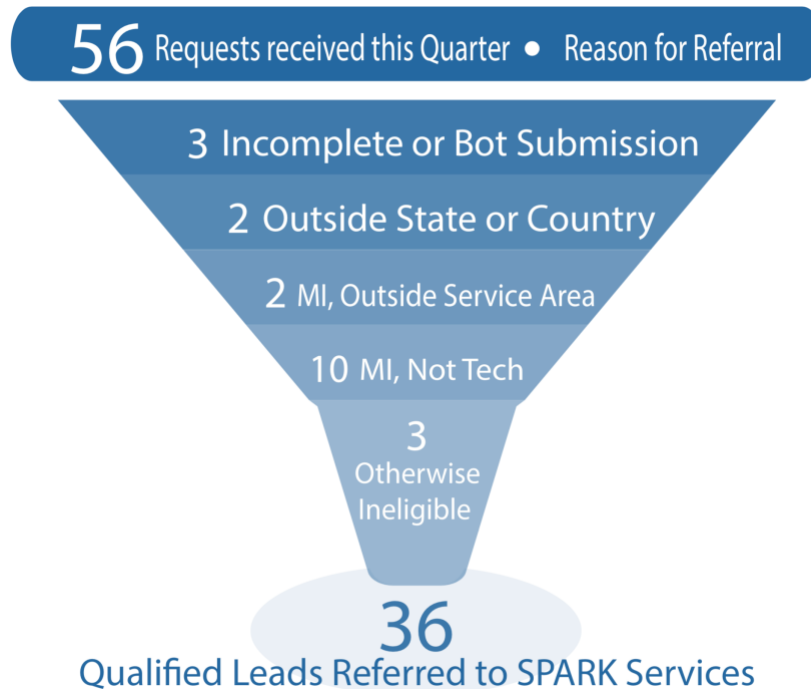 56 Requests received this Quarter • Reason for Referral
3 Incomplete or Bot Submission
2 Outside State or Country
2 MI, Outside Service Area
10 MI, Not Tech
3
Otherwise
Ineligible
36
Qualified Leads Referred to SPARK Services